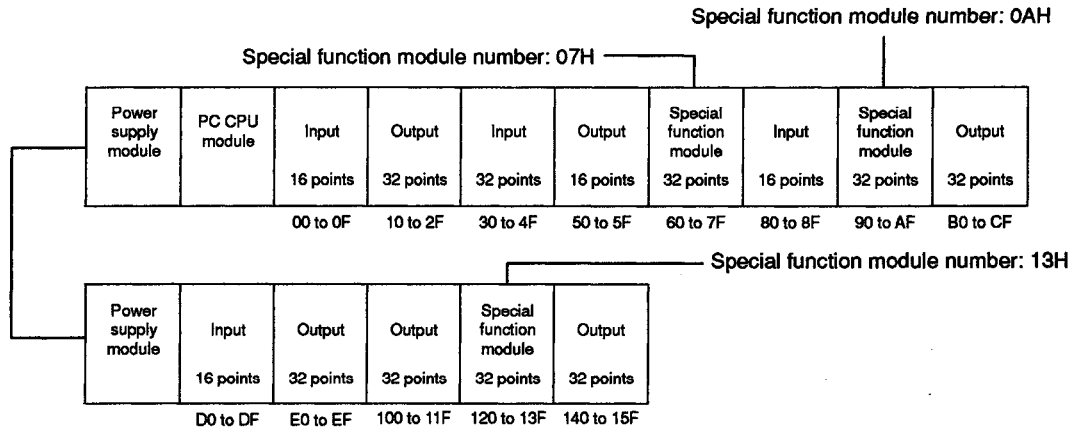 Special function module number: 0AH
Special function module number: 07H
Power supply module
PC CPU module
Input 16 points
Output 32 points
Input 32 points
Output 16 points
Special function module 32 points
Input 16 points
Special function module 32 points
Output 32 points
00 to 0F
10 to 2F
30 to 4F
50 to 5F
60 to 7F
80 to 8F
90 to AF
B0 to CF
Special function module number: 13H
Power supply module
Input 16 points
Output 32 points
Output 32 points
Special function module 32 points
Output 32 points
D0 to DF
E0 to EF
100 to 11F
120 to 13F
140 to 15F